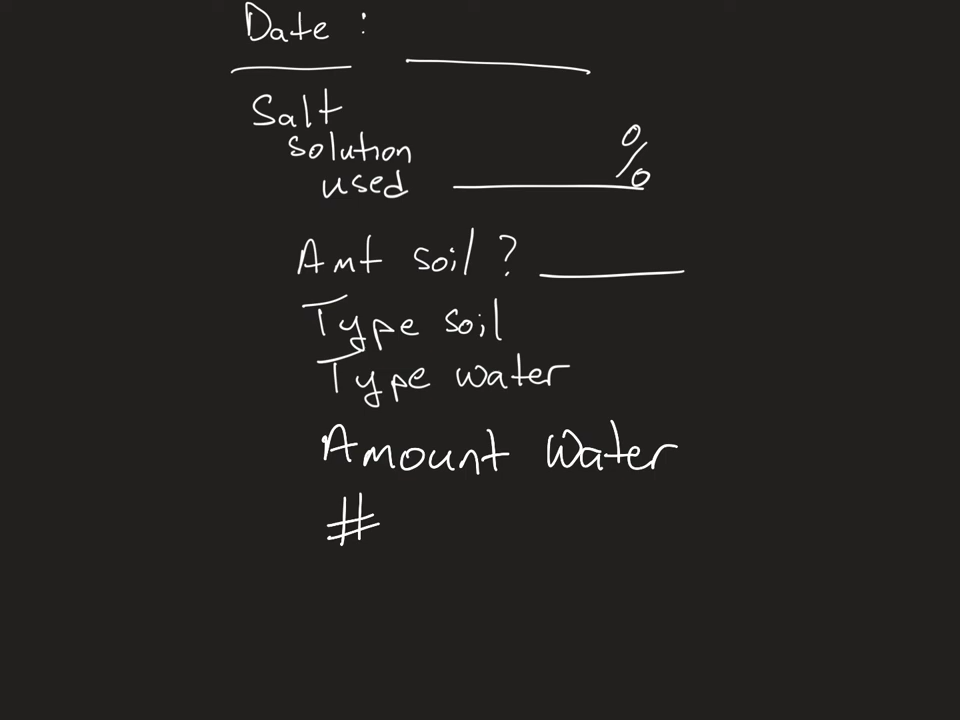 Date :
Salt
solution
used %
Amt soil ?
Type soil
Type water
Amount Water
#